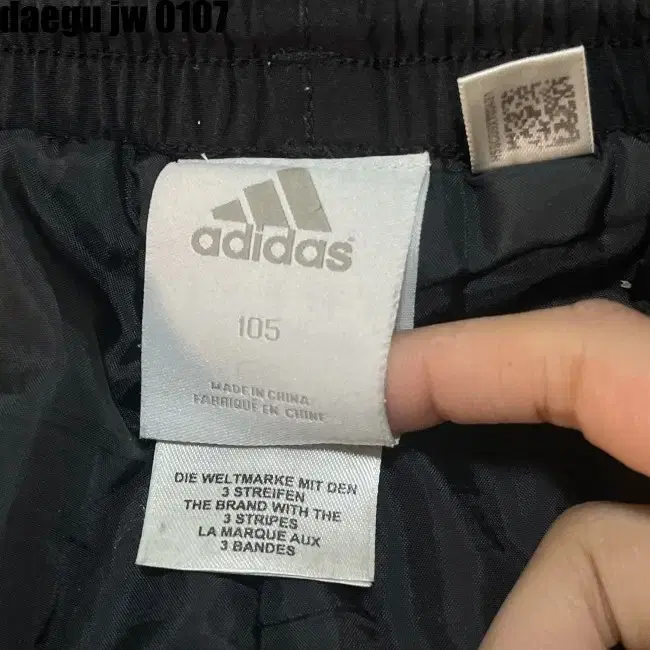 daegu jw 0107
adidas
105
MADE IN CHINA
FABRIQUE EN CHINE
DIE WELTMARKE MIT DEN
3 STREIFEN
THE BRAND WITH THE
3 STRIPES
LA MARQUE AUX
3 BANDES